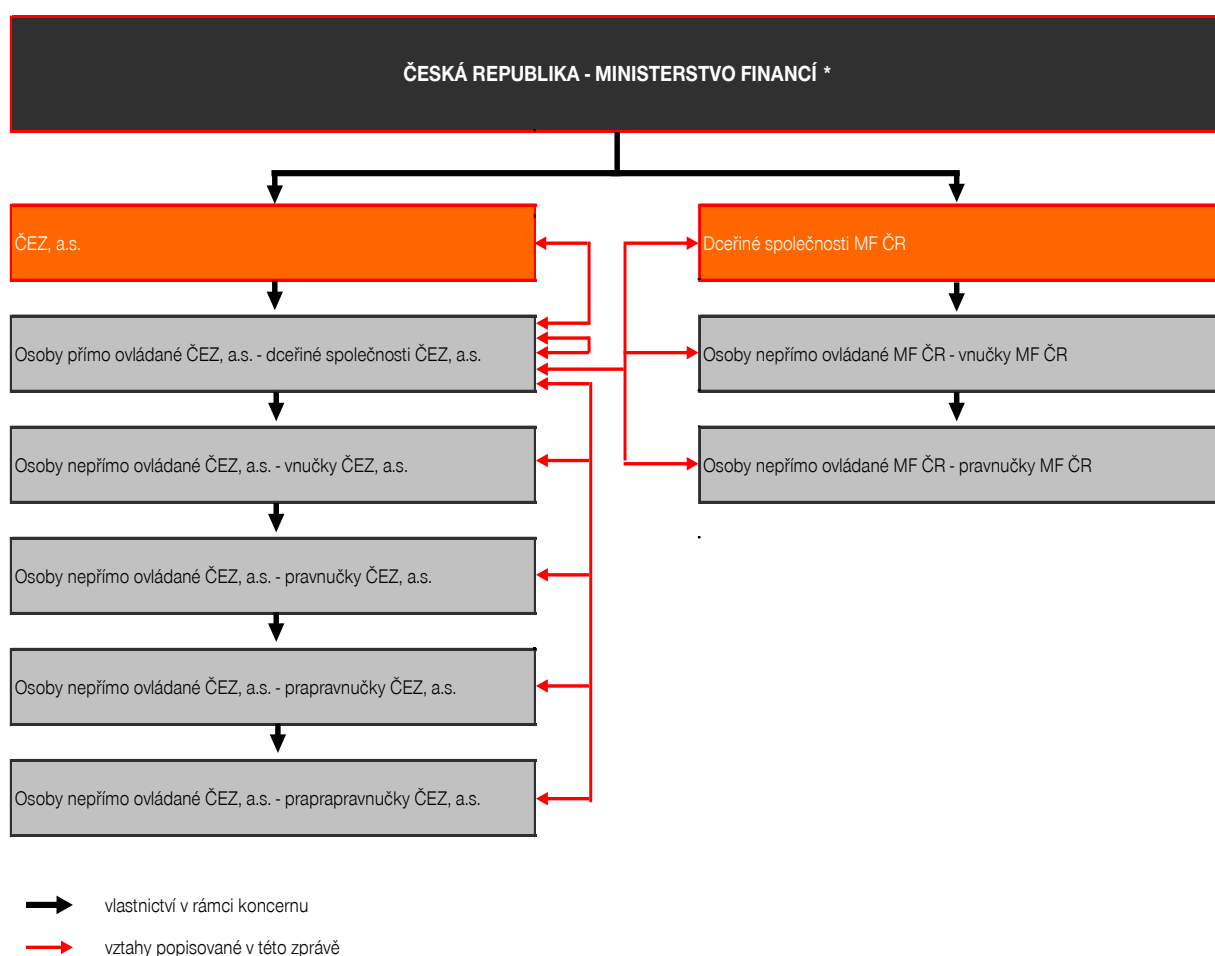 ČESKÁ REPUBLIKA - MINISTERSTVO FINANCÍ *
ČEZ, a.s.
Dceřiné společnosti MF ČR
Osoby přímo ovládané ČEZ, a.s. - dceřiné společnosti ČEZ, a.s.
Osoby nepřímo ovládané MF ČR - vnučky MF ČR
Osoby nepřímo ovládané ČEZ, a.s. - vnučky ČEZ, a.s.
Osoby nepřímo ovládané MF ČR - pravnučky MF ČR
Osoby nepřímo ovládané ČEZ, a.s. - pravnučky ČEZ, a.s.
Osoby nepřímo ovládané ČEZ, a.s. - prapravnučky ČEZ, a.s.
Osoby nepřímo ovládané ČEZ, a.s. - praprapravnučky ČEZ, a.s.
vlastnictví v rámci koncernu
vztahy popisované v této zprávě